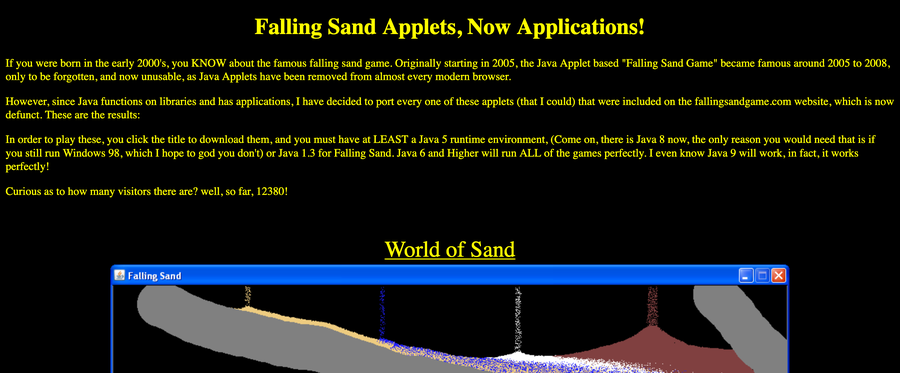 Falling Sand Applets, Now Applications!
If you were born in the early 2000's, you KNOW about the famous falling sand game. Originally starting in 2005, the Java Applet based "Falling Sand Game" became famous around 2005 to 2008,
only to be forgotten, and now unusable, as Java Applets have been removed from almost every modern browser.
However, since Java functions on libraries and has applications, I have decided to port every one of these applets (that I could) that were included on the fallingsandgame.com website, which is now
defunct. These are the results:
In order to play these, you click the title to download them, and you must have at LEAST a Java 5 runtime environment, (Come on, there is Java 8 now, the only reason you would need that is if
you still run Windows 98, which I hope to god you don't) or Java 1.3 for Falling Sand. Java 6 and Higher will run ALL of the games perfectly. I even know Java 9 will work, in fact, it works
perfectly!
Curious as to how many visitors there are? well, so far, 12380!
World of Sand
Falling Sand